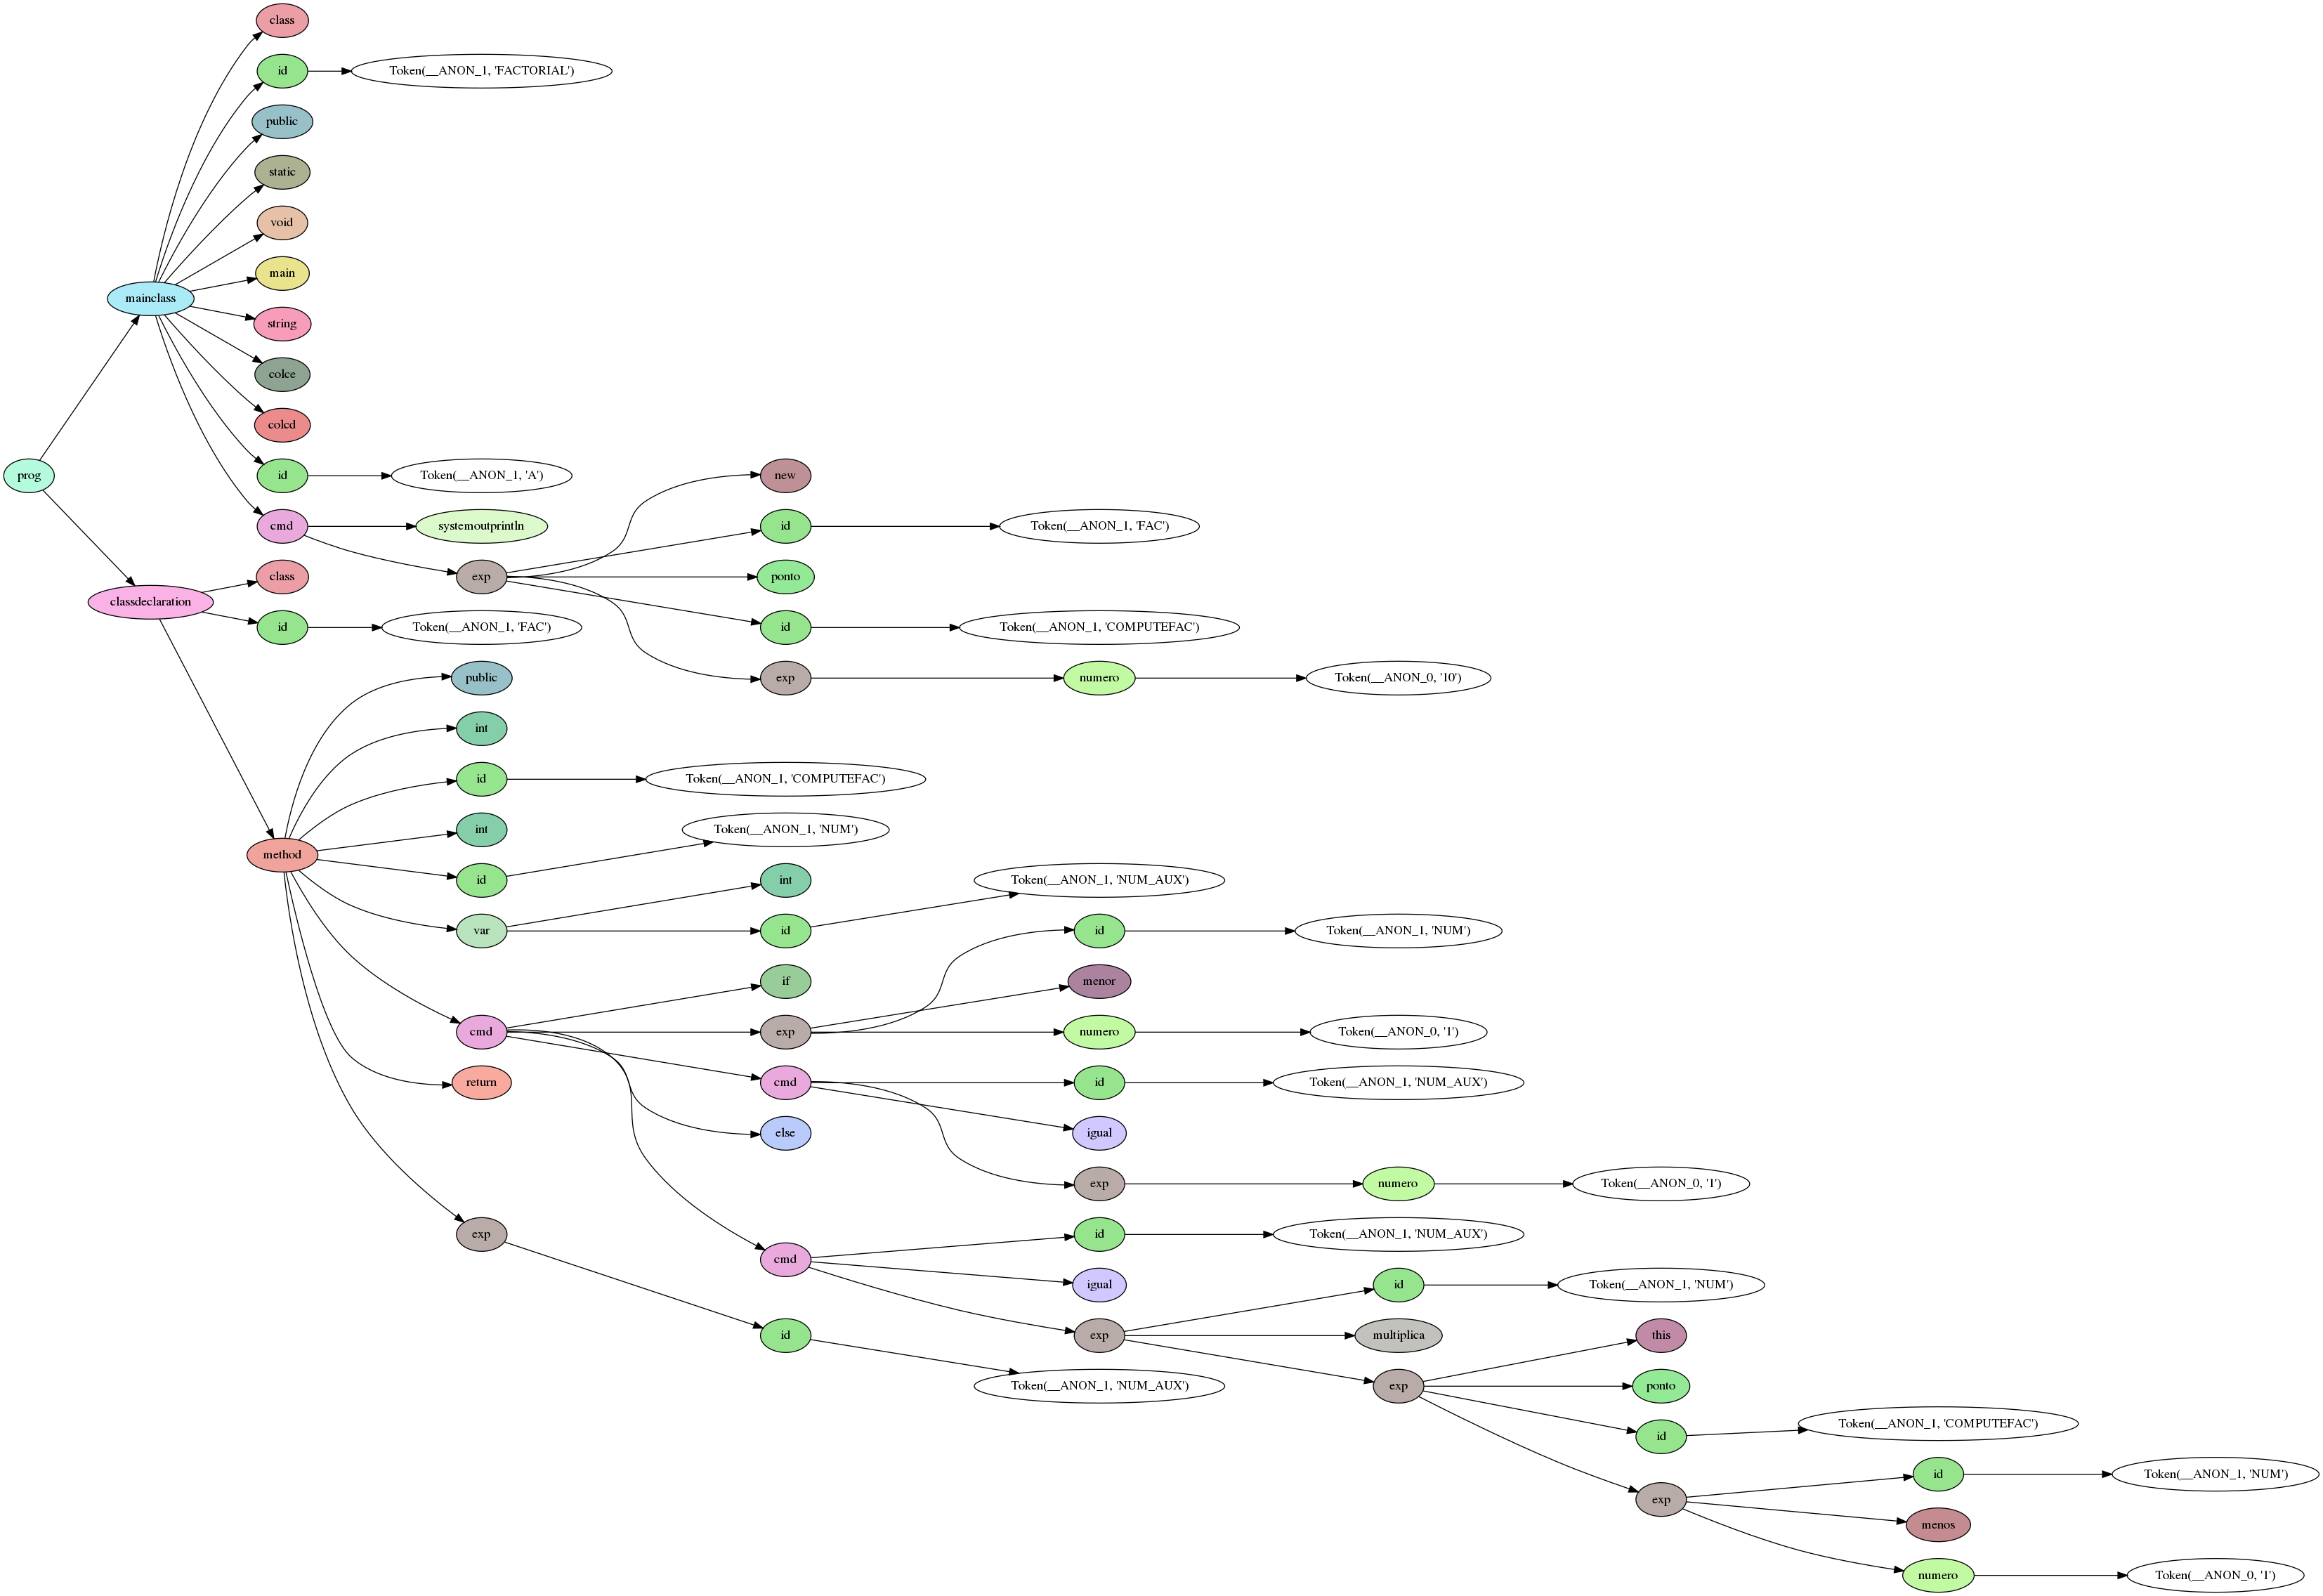 class
id Token(__ANON_1, 'FACTORIAL')
public
static
void
main
mainclass
string
colce
colcd
prog id Token(__ANON_1, 'A') new
cmd systemoutprintln id Token(__ANON_1, 'FAC')
class exp ponto
classdeclaration
id Token(__ANON_1, 'FAC') id Token(__ANON_1, 'COMPUTEFAC')
public exp numero Token(__ANON_0, '10')
int
id Token(__ANON_1, 'COMPUTEFAC')
int Token(__ANON_1, 'NUM')
method
id int Token(__ANON_1, 'NUM_AUX')
var id id Token(__ANON_1, 'NUM')
if menor
cmd exp numero Token(__ANON_0, '1')
return cmd id Token(__ANON_1, 'NUM_AUX')
else igual
exp numero Token(__ANON_0, '1')
exp id Token(__ANON_1, 'NUM_AUX')
cmd
igual id Token(__ANON_1, 'NUM')
id exp multiplica this
Token(__ANON_1, 'NUM_AUX') exp ponto
id Token(__ANON_1, 'COMPUTEFAC')
id Token(__ANON_1, 'NUM')
exp
menos
numero Token(__ANON_0, '1')